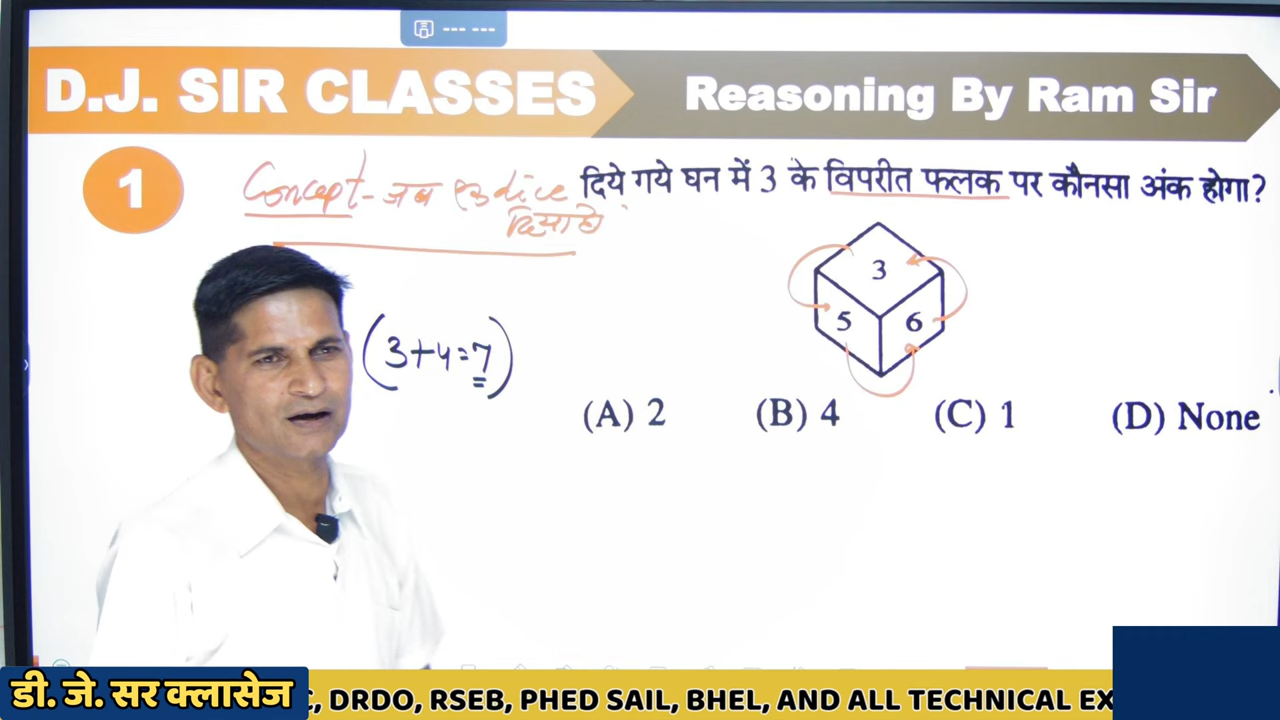 D.J. SIR CLASSES
Reasoning By Ram Sir
1
Concept - जब एक dice
दिया हो
दिये गये घन में 3 के विपरीत फलक पर कौनसा अंक होगा?
3
5 6
(3+4=7)
(A) 2 (B) 4 (C) 1 (D) None
डी. जे. सर क्लासेज
, DRDO, RSEB, PHED SAIL, BHEL, AND ALL TECHNICAL EX